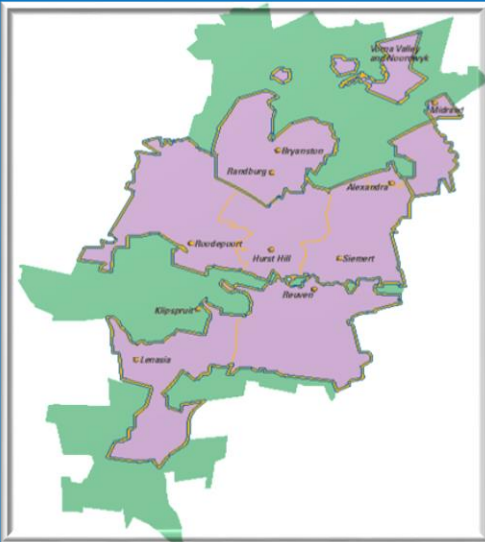 Vorna Valley
and Noordwyk
Midrand
Bryanston
Randburg
Alexandra
Roodepoort
Hurst Hill
Siemert
Reuven
Klipspruit
Lenasia